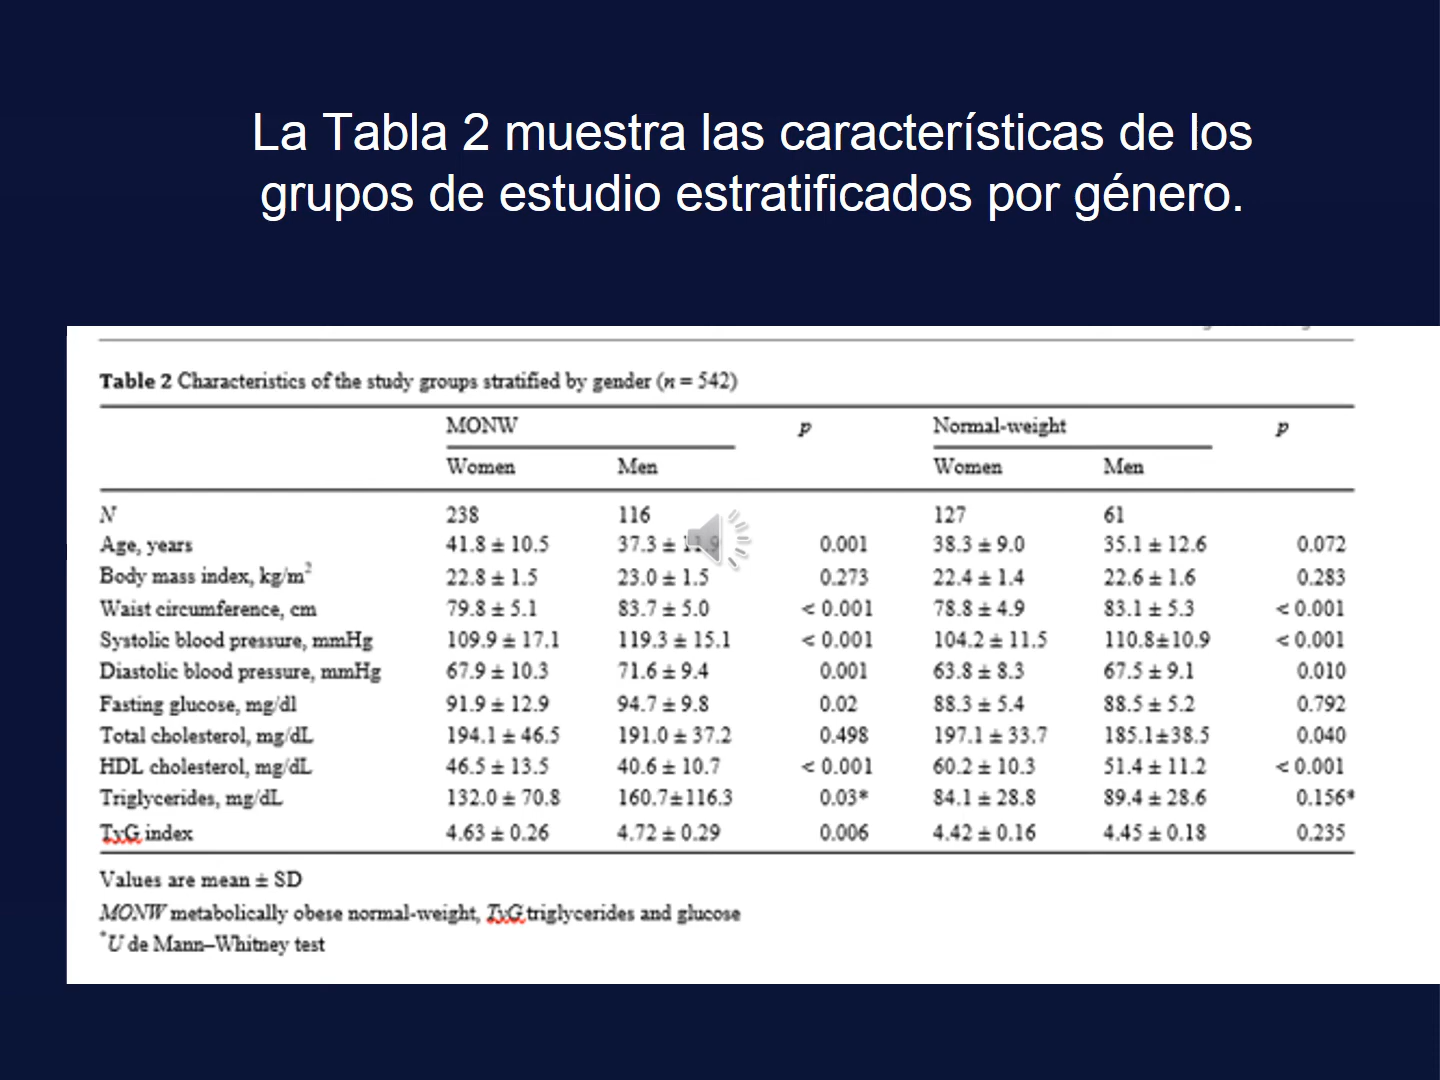 La Tabla 2 muestra las características de los
grupos de estudio estratificados por género.
Table 2 Characteristics of the study groups stratified by gender (n = 542)
MONW p Normal-weight p
Women Men Women Men
N 238 116 127 61
Age, years 41.8 ± 10.5 37.3 ± 0.001 38.3 ± 9.0 35.1 ± 12.6 0.072
Body mass index, kg/m² 22.8 ± 1.5 23.0 ± 1.5 0.273 22.4 ± 1.4 22.6 ± 1.6 0.283
Waist circumference, cm 79.8 ± 5.1 83.7 ± 5.0 < 0.001 78.8 ± 4.9 83.1 ± 5.3 < 0.001
Systolic blood pressure, mmHg 109.9 ± 17.1 119.3 ± 15.1 < 0.001 104.2 ± 11.5 110.8±10.9 < 0.001
Diastolic blood pressure, mmHg 67.9 ± 10.3 71.6 ± 9.4 0.001 63.8 ± 8.3 67.5 ± 9.1 0.010
Fasting glucose, mg/dl 91.9 ± 12.9 94.7 ± 9.8 0.02 88.3 ± 5.4 88.5 ± 5.2 0.792
Total cholesterol, mg/dL 194.1 ± 46.5 191.0 ± 37.2 0.498 197.1 ± 33.7 185.1±38.5 0.040
HDL cholesterol, mg/dL 46.5 ± 13.5 40.6 ± 10.7 < 0.001 60.2 ± 10.3 51.4 ± 11.2 < 0.001
Triglycerides, mg/dL 132.0 ± 70.8 160.7±116.3 0.03* 84.1 ± 28.8 89.4 ± 28.6 0.156*
TyG index 4.63 ± 0.26 4.72 ± 0.29 0.006 4.42 ± 0.16 4.45 ± 0.18 0.235
Values are mean ± SD
MONW metabolically obese normal-weight, TyG triglycerides and glucose
*U de Mann–Whitney test